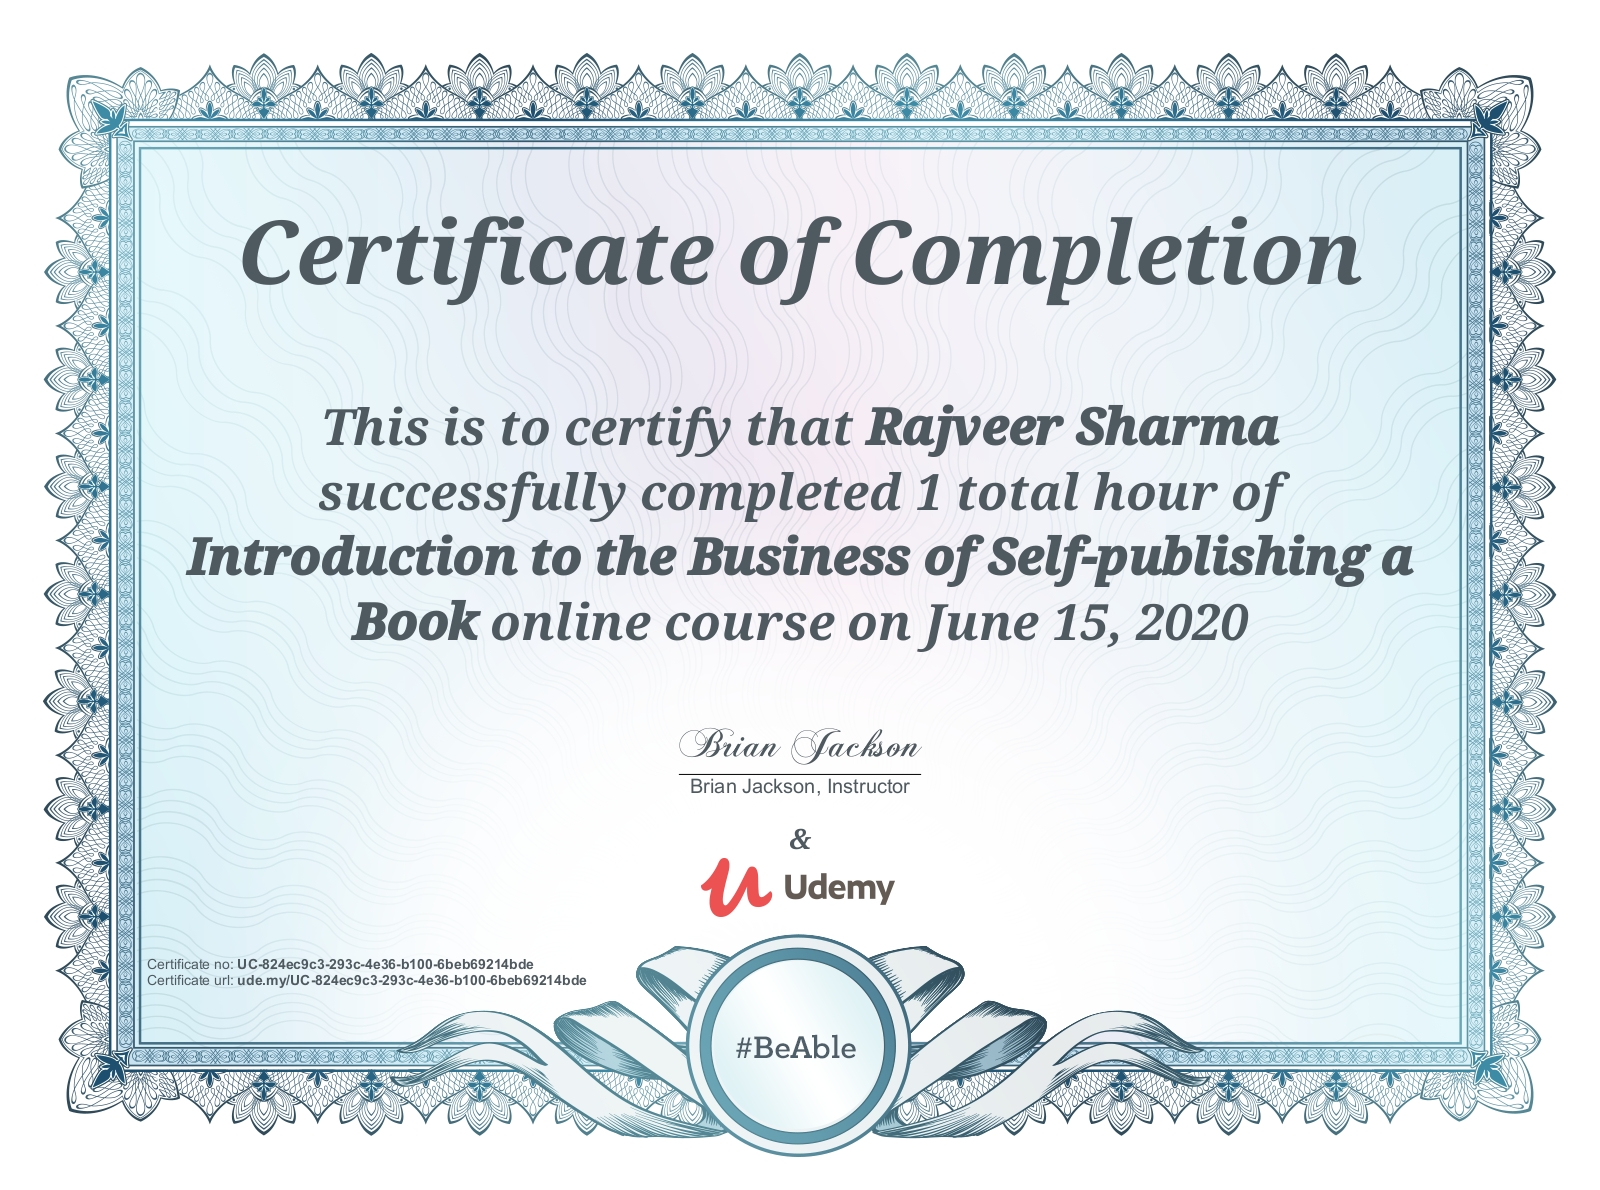 Certificate of Completion
This is to certify that Rajveer Sharma
successfully completed 1 total hour of
Introduction to the Business of Self-publishing a
Book online course on June 15, 2020
Brian Jackson
Brian Jackson, Instructor
&
Udemy
Certificate no: UC-824ec9c3-293c-4e36-b100-6beb69214bde
Certificate url: ude.my/UC-824ec9c3-293c-4e36-b100-6beb69214bde
#BeAble